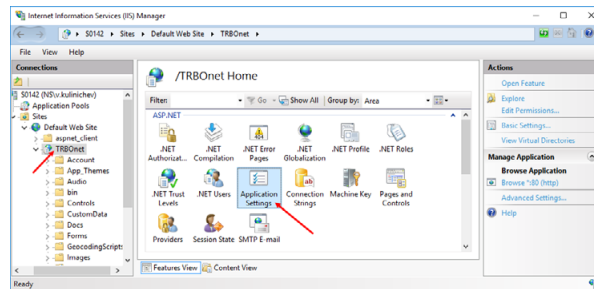 Internet Information Services (IIS) Manager
S0142 ▸ Sites ▸ Default Web Site ▸ TRBOnet ▸
File View Help
Connections
S0142 (NS\v.kulinichev)
Application Pools
Sites
Default Web Site
aspnet_client
TRBOnet
Account
App_Themes
Audio
bin
Controls
CustomData
Docs
Forms
GeocodingScript
Images
/TRBOnet Home
Filter: Go Show All Group by: Area
ASP.NET
.NET Authorizat...
.NET Compilation
.NET Error Pages
.NET Globalization
.NET Profile
.NET Roles
.NET Trust Levels
.NET Users
Application Settings
Connection Strings
Machine Key
Pages and Controls
Providers
Session State
SMTP E-mail
Features View Content View
Actions
Open Feature
Explore
Edit Permissions...
Basic Settings...
View Virtual Directories
Manage Application
Browse Application
Browse *:80 (http)
Advanced Settings...
Help
Ready